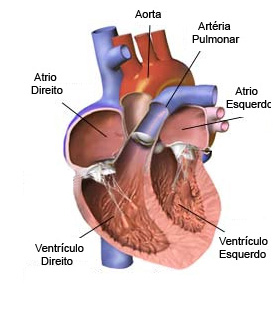 Aorta
Artéria
Pulmonar
Atrio
Direito
Atrio
Esquerdo
Ventrículo
Direito
Ventrículo
Esquerdo